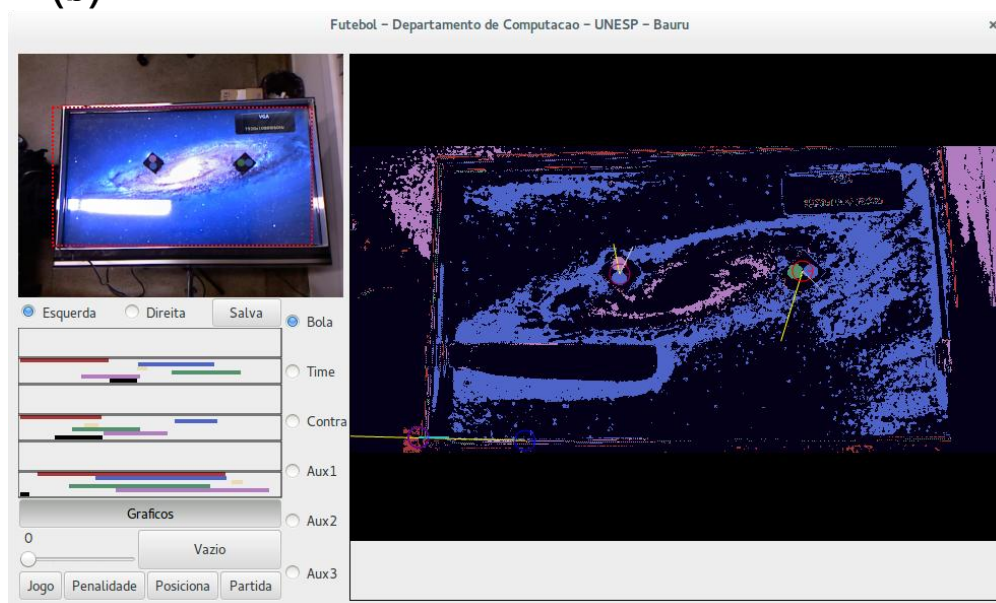 Futebol – Departamento de Computacao – UNESP – Bauru ×
VGA
Esquerda Direita Salva
Bola
Time
Contra
Aux1
Aux2
Aux3
Graficos
0
Vazio
Jogo Penalidade Posiciona Partida